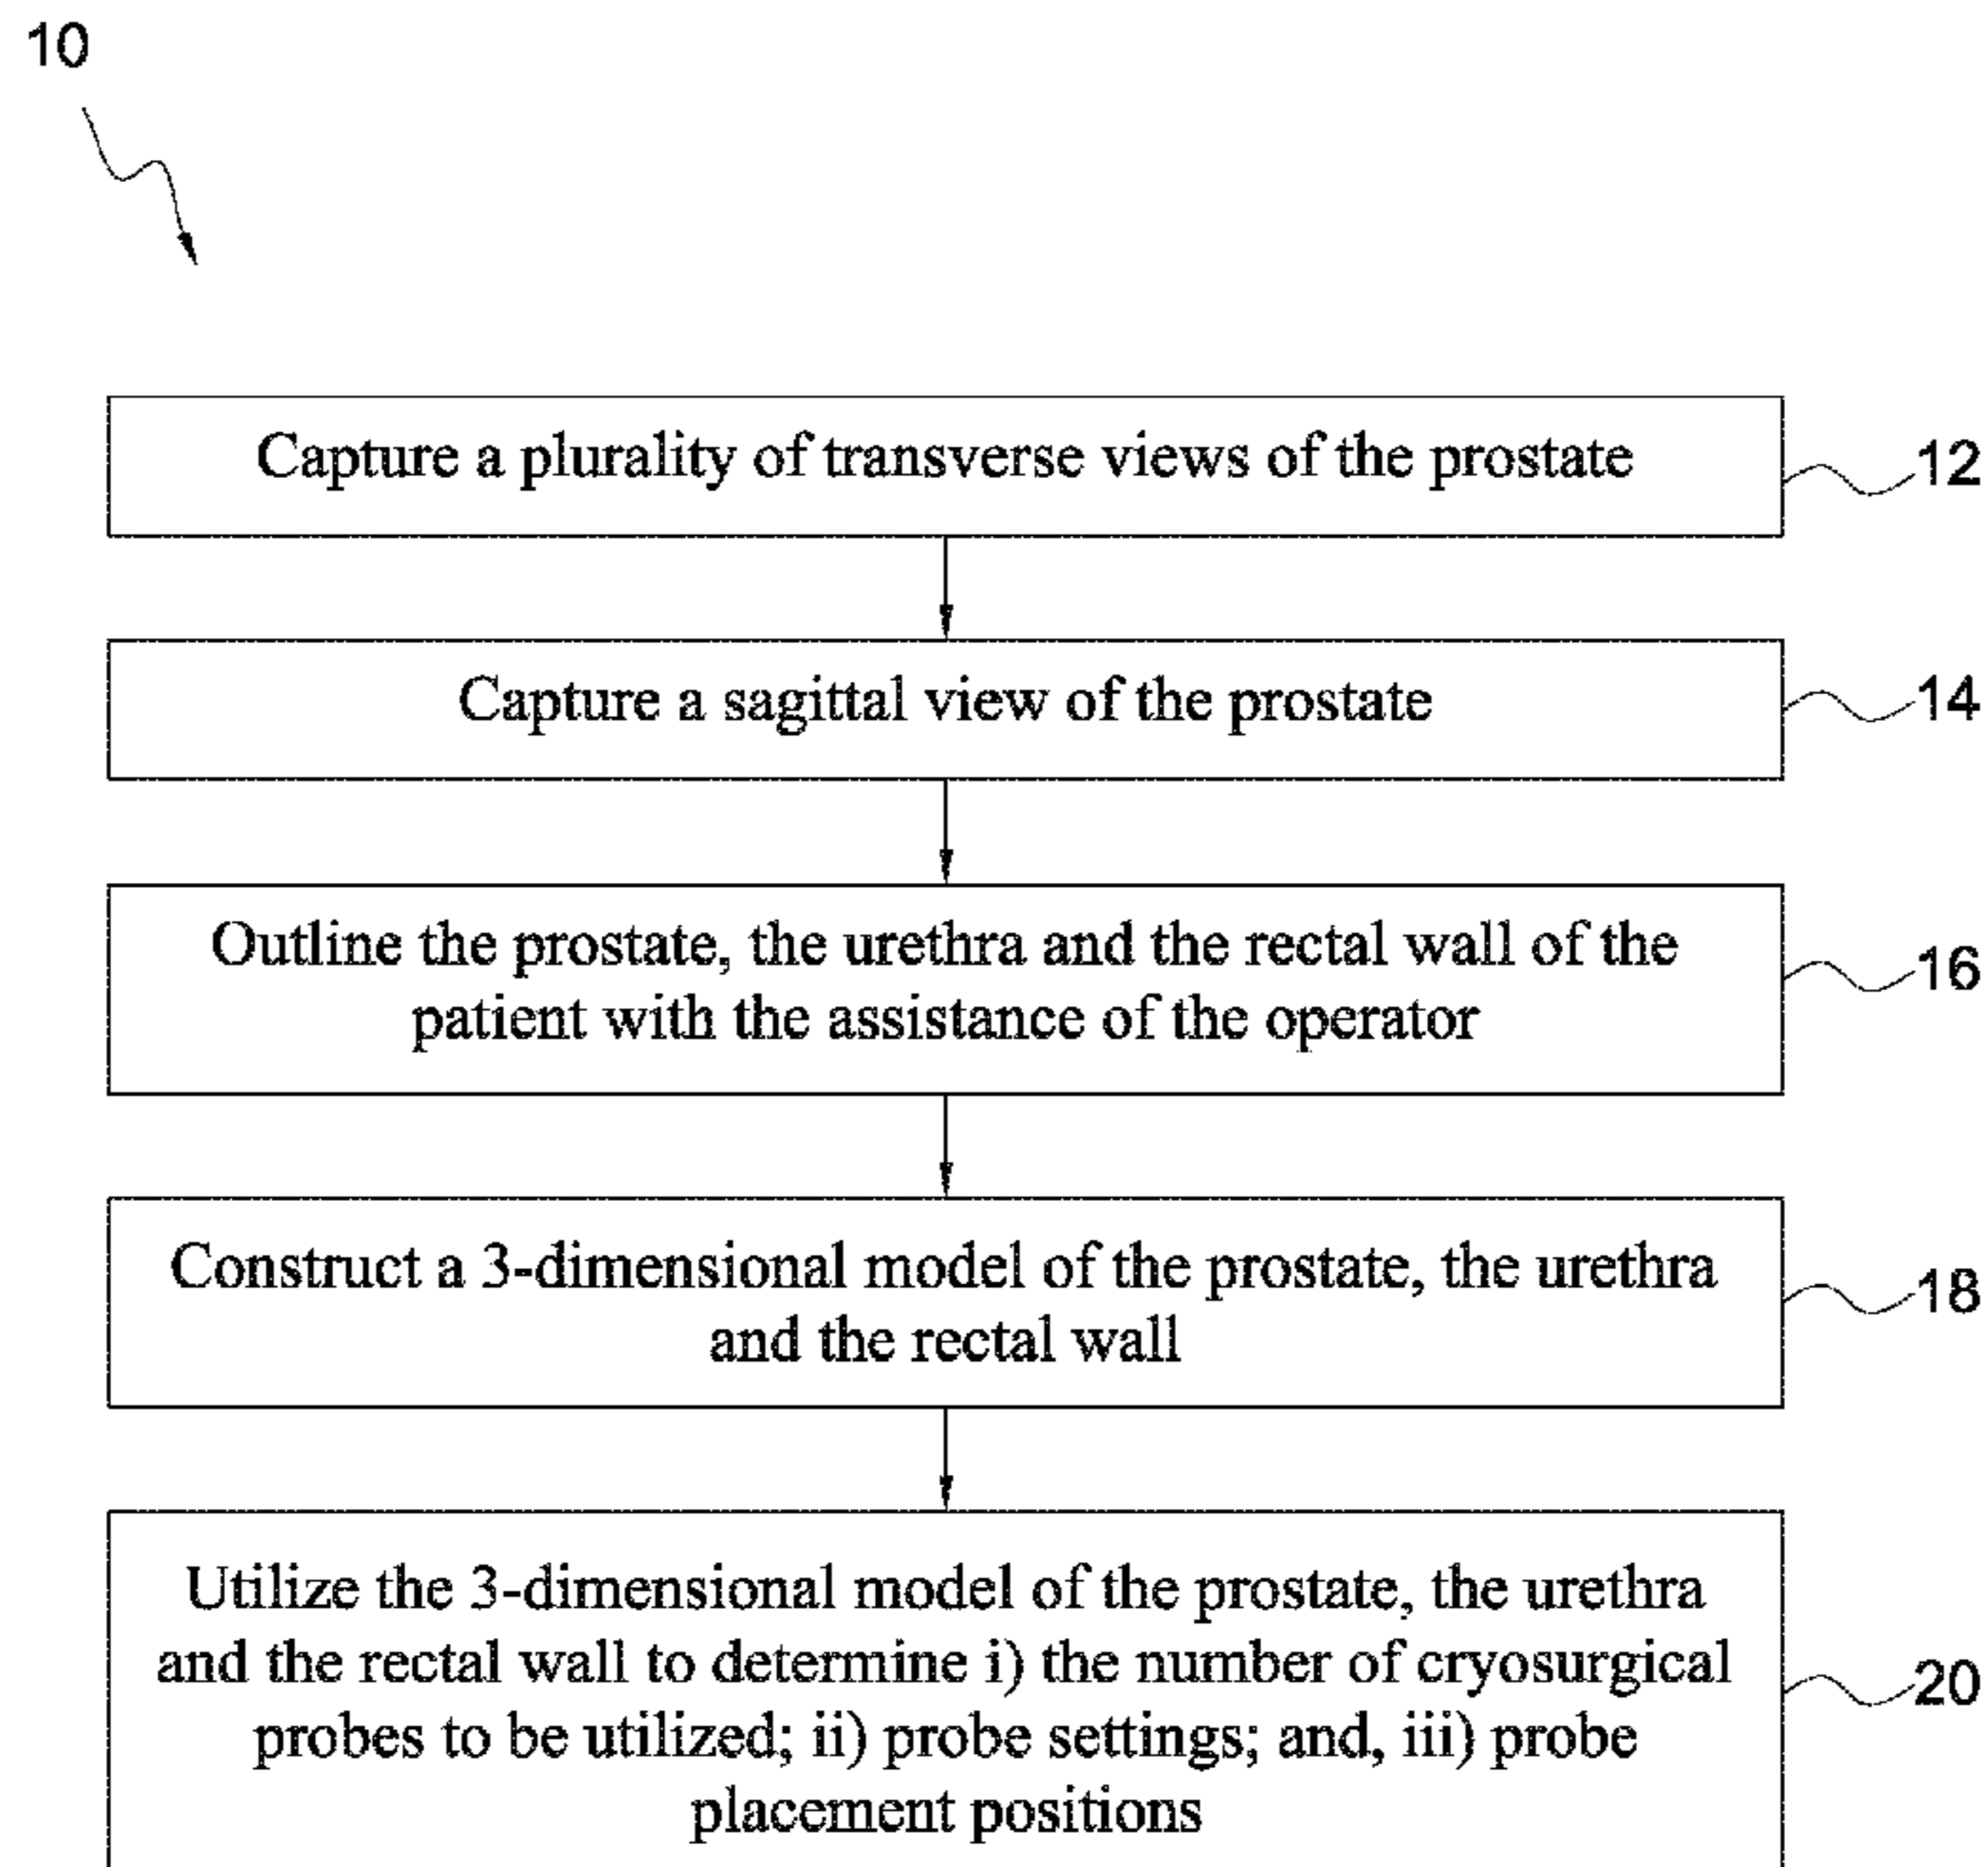 10
Capture a plurality of transverse views of the prostate
12
Capture a sagittal view of the prostate
14
Outline the prostate, the urethra and the rectal wall of the
patient with the assistance of the operator
16
Construct a 3-dimensional model of the prostate, the urethra
and the rectal wall
18
Utilize the 3-dimensional model of the prostate, the urethra
and the rectal wall to determine i) the number of cryosurgical
probes to be utilized; ii) probe settings; and, iii) probe
placement positions
20